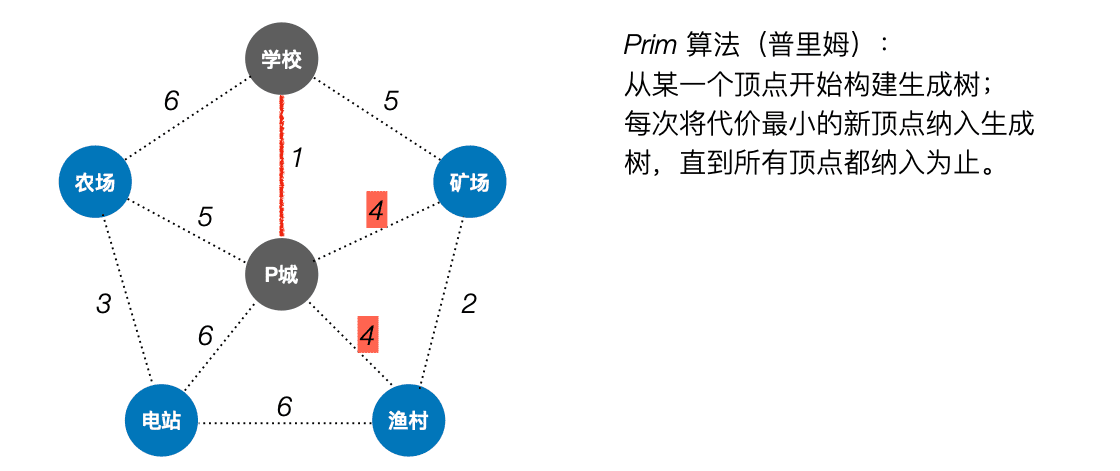 学校
6
5
1
农场
矿场
5
4
P城
3
2
6
4
电站
6
渔村
Prim 算法（普里姆）：
从某一个顶点开始构建生成树；
每次将代价最小的新顶点纳入生成
树，直到所有顶点都纳入为止。